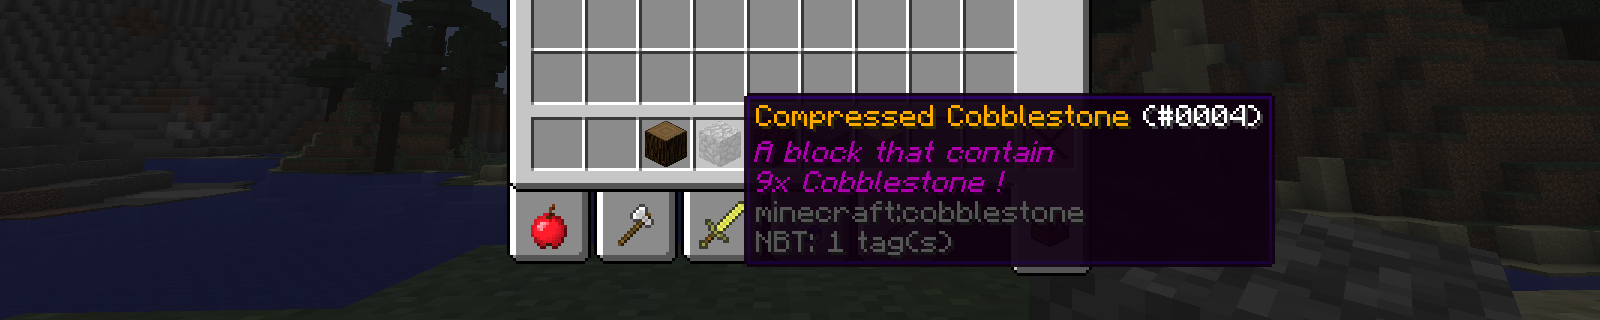 Compressed Cobblestone (#0004)
A block that contain
9x Cobblestone !
minecraft:cobblestone
NBT: 1 tag(s)